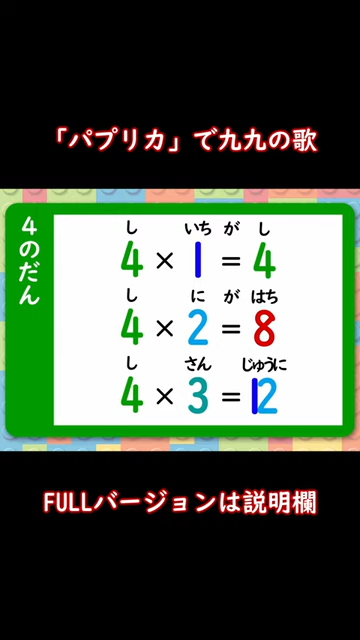 「パプリカ」で九九の歌
4のだん
し いち が し
4×1=4
し に が はち
4×2=8
し さん じゅうに
4×3=12
FULLバージョンは説明欄